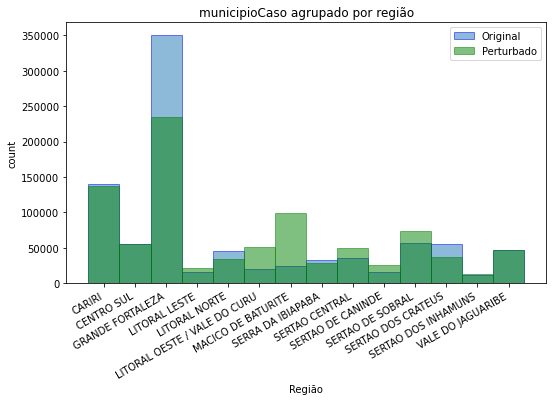 municipioCaso agrupado por região
Original
Perturbado
350000
300000
250000
200000
150000
100000
50000
0
count
CARIRI
CENTRO SUL
GRANDE FORTALEZA
LITORAL LESTE
LITORAL NORTE
LITORAL OESTE / VALE DO CURU
MACICO DE BATURITE
SERRA DA IBIAPABA
SERTAO CENTRAL
SERTAO DE CANINDE
SERTAO DE SOBRAL
SERTAO DOS CRATEUS
SERTAO DOS INHAMUNS
VALE DO JAGUARIBE
Região